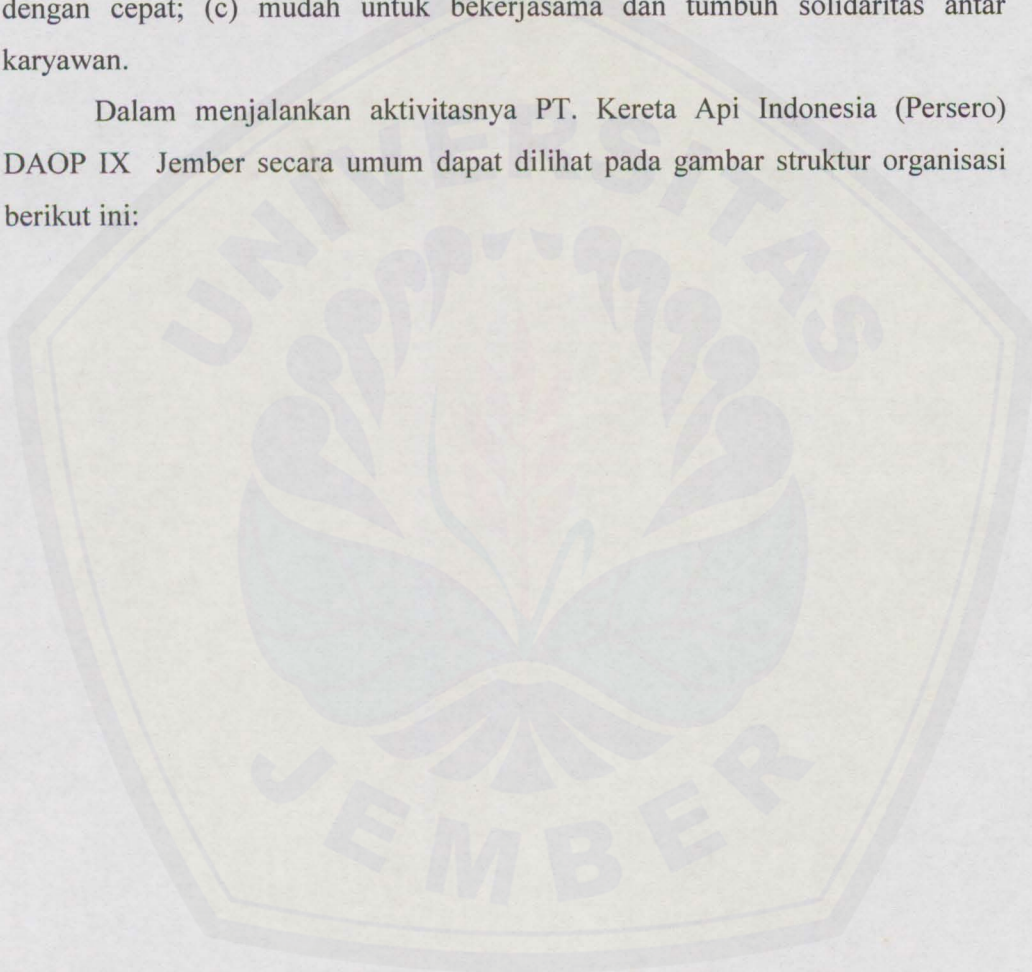 dengan cepat; (c) mudah untuk bekerjasama dan tumbuh solidaritas antar
karyawan.
Dalam menjalankan aktivitasnya PT. Kereta Api Indonesia (Persero)
DAOP IX Jember secara umum dapat dilihat pada gambar struktur organisasi
berikut ini:
UNIVERSITAS
JEMBER